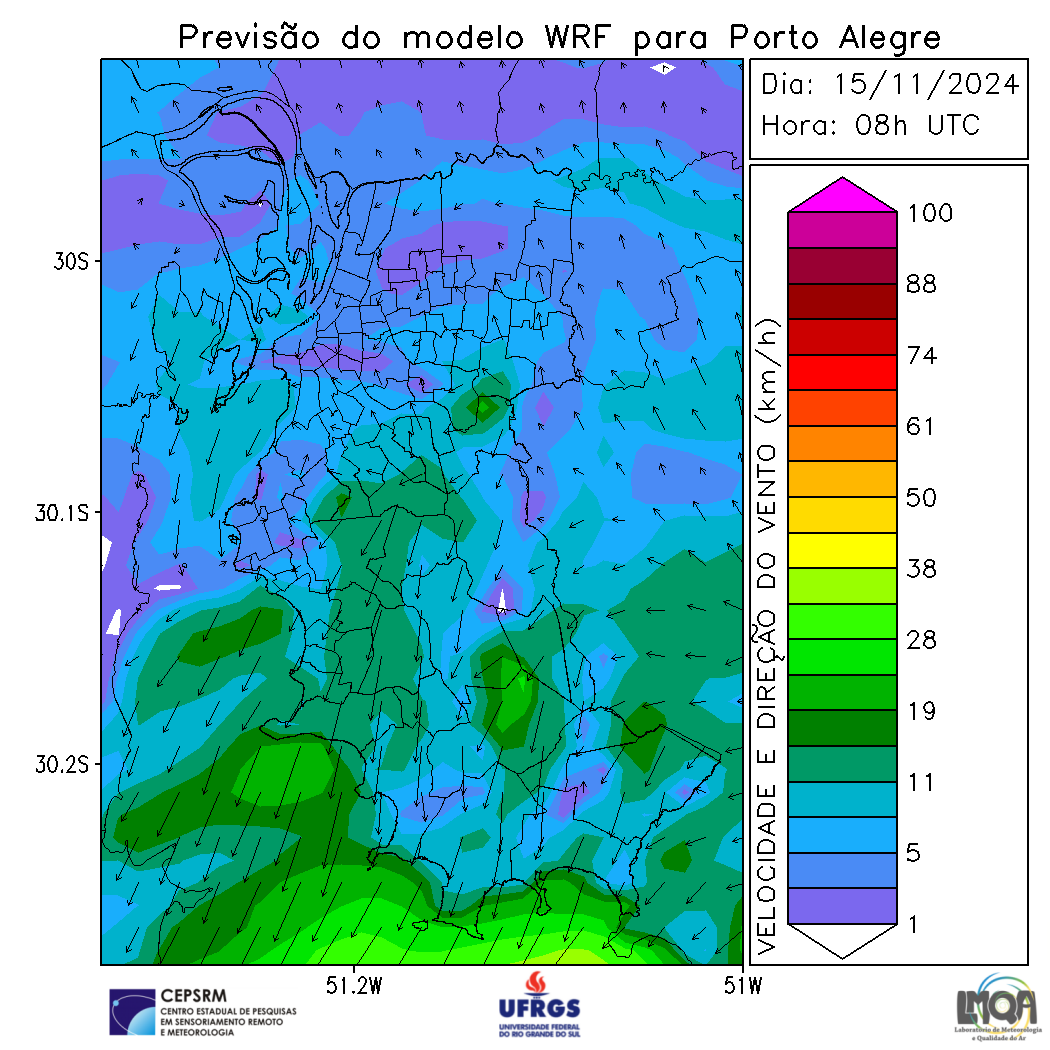 Previsão do modelo WRF para Porto Alegre
Dia: 15/11/2024
Hora: 08h UTC
30S
30.1S
30.2S
51.2W
51W
VELOCIDADE E DIREÇÃO DO VENTO (km/h)
100
88
74
61
50
38
28
19
11
5
1
CEPSRM
CENTRO ESTADUAL DE PESQUISAS
EM SENSORIAMENTO REMOTO
E METEOROLOGIA
UFRGS
UNIVERSIDADE FEDERAL
DO RIO GRANDE DO SUL
LMQA
Laboratório de Meteorologia
e Qualidade do Ar